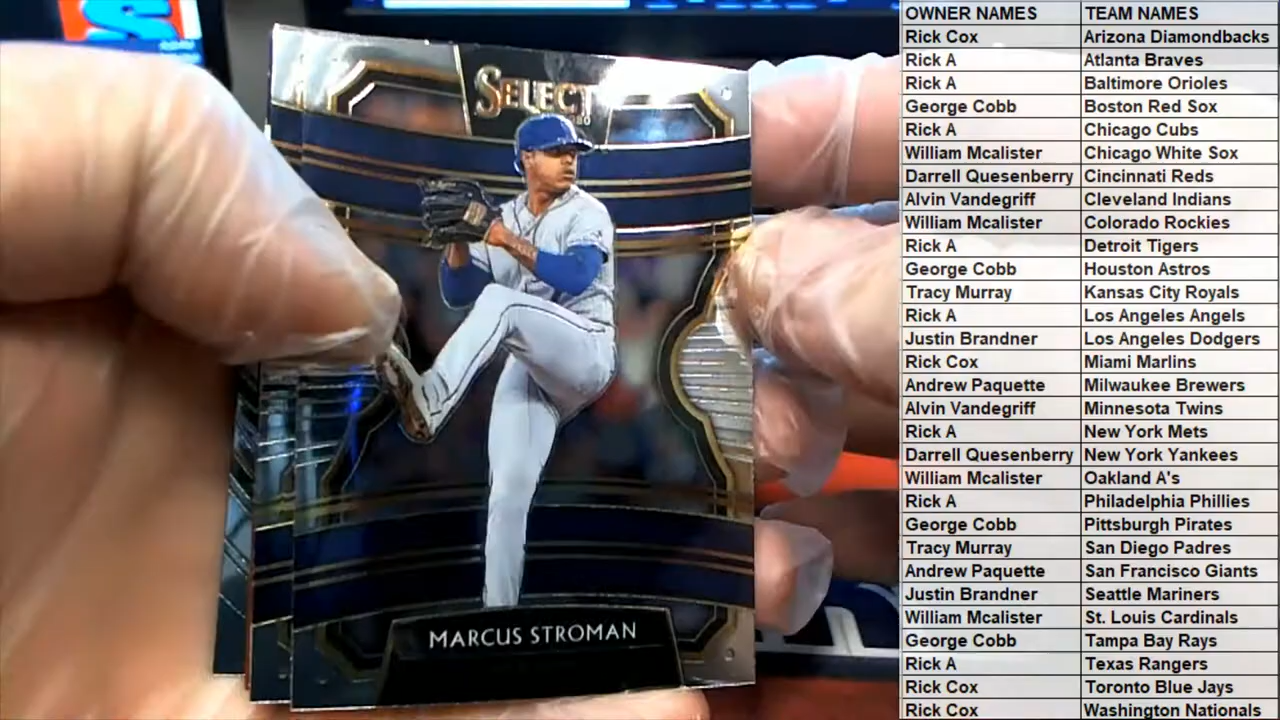 SELECT
MARCUS STROMAN
OWNER NAMES TEAM NAMES
Rick Cox Arizona Diamondbacks
Rick A Atlanta Braves
Rick A Baltimore Orioles
George Cobb Boston Red Sox
Rick A Chicago Cubs
William Mcalister Chicago White Sox
Darrell Quesenberry Cincinnati Reds
Alvin Vandegriff Cleveland Indians
William Mcalister Colorado Rockies
Rick A Detroit Tigers
George Cobb Houston Astros
Tracy Murray Kansas City Royals
Rick A Los Angeles Angels
Justin Brandner Los Angeles Dodgers
Rick Cox Miami Marlins
Andrew Paquette Milwaukee Brewers
Alvin Vandegriff Minnesota Twins
Rick A New York Mets
Darrell Quesenberry New York Yankees
William Mcalister Oakland A's
Rick A Philadelphia Phillies
George Cobb Pittsburgh Pirates
Tracy Murray San Diego Padres
Andrew Paquette San Francisco Giants
Justin Brandner Seattle Mariners
William Mcalister St. Louis Cardinals
George Cobb Tampa Bay Rays
Rick A Texas Rangers
Rick Cox Toronto Blue Jays
Rick Cox Washington Nationals